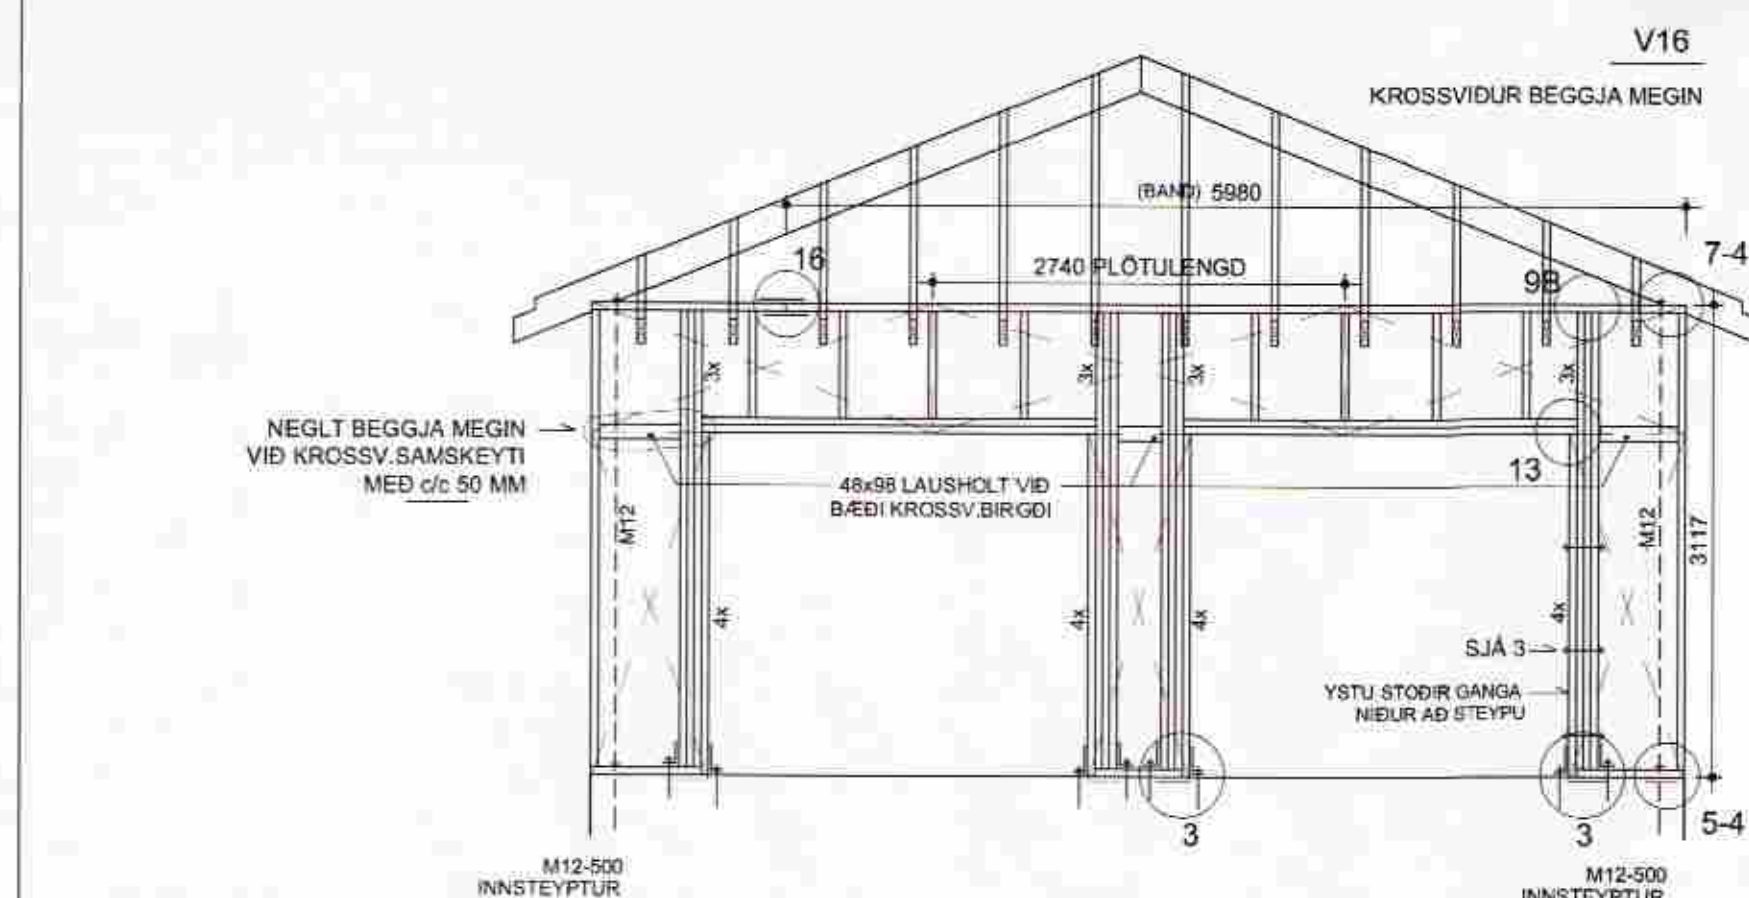 V16
KROSSVIÐUR BEGGJA MEGIN
(BAND) 5980
16
2740 PLÖTULENGD
9B
7-4
3x
3x
3x
3x
NEGLT BEGGJA MEGIN
VIÐ KROSSV.SAMSKEYTI
MEÐ c/c 50 MM
13
48x98 LAUSHOLT VIÐ
BÆÐI KROSSV.BIRGÐI
M12
M12
3117
4x
4x
4x
4x
SJÁ 3
YSTU STOÐIR GANGA
NIÐUR AÐ STEYPU
3
3
5-4
M12-500
INNSTEYPTUR
M12-500
INNSTEYPTUR